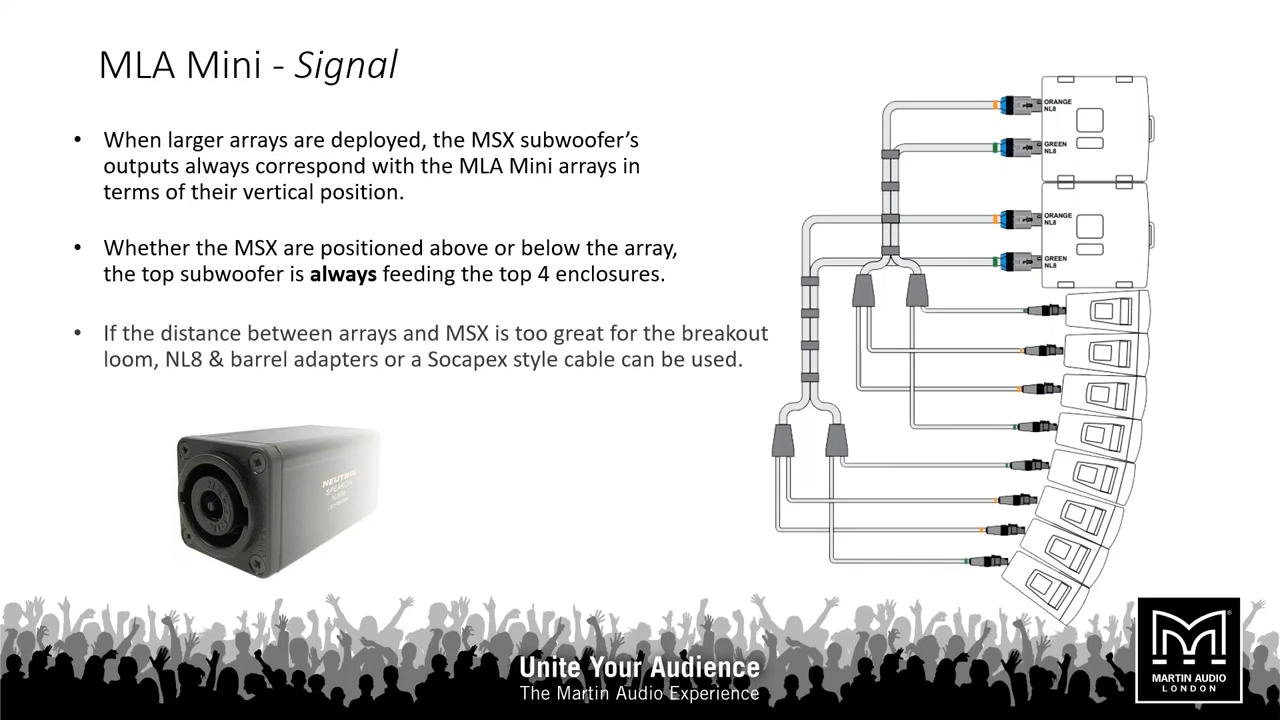 MLA Mini - Signal
• When larger arrays are deployed, the MSX subwoofer's
outputs always correspond with the MLA Mini arrays in
terms of their vertical position.
• Whether the MSX are positioned above or below the array,
the top subwoofer is always feeding the top 4 enclosures.
• If the distance between arrays and MSX is too great for the breakout
loom, NL8 & barrel adapters or a Socapex style cable can be used.
ORANGE
NL8
GREEN
NL8
ORANGE
NL8
GREEN
NL8
NEUTRIK
SPEAKON
Unite Your Audience
The Martin Audio Experience
MARTIN AUDIO
LONDON